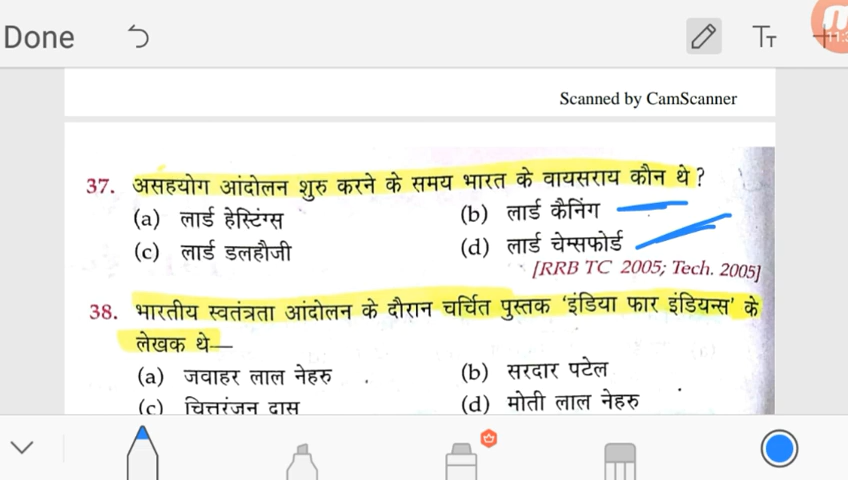 Done
Scanned by CamScanner
37. असहयोग आंदोलन शुरु करने के समय भारत के वायसराय कौन थे?
(a) लार्ड हेस्टिंग्स (b) लार्ड कैनिंग
(c) लार्ड डलहौजी (d) लार्ड चेम्सफोर्ड
[RRB TC 2005; Tech. 2005]
38. भारतीय स्वतंत्रता आंदोलन के दौरान चर्चित पुस्तक ‘इंडिया फार इंडियन्स’ के
लेखक थे—
(a) जवाहर लाल नेहरु (b) सरदार पटेल
(c) चित्तरंजन दास (d) मोती लाल नेहरु